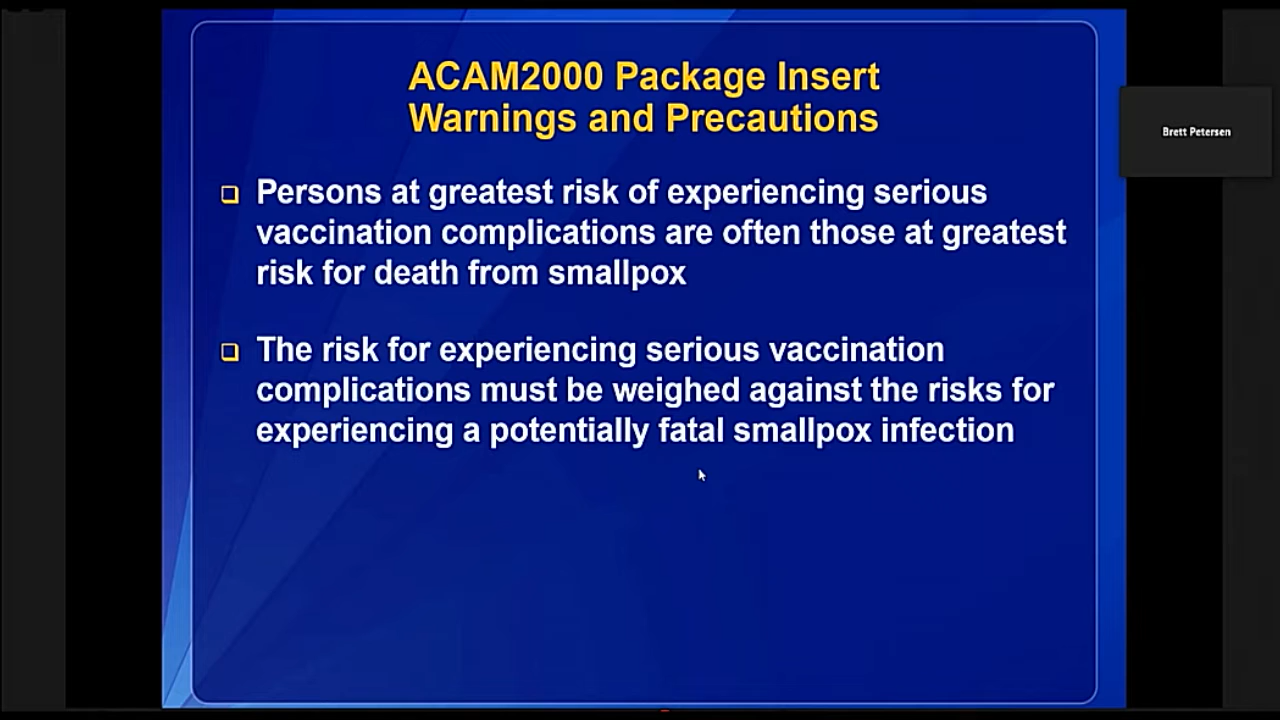 ACAM2000 Package Insert
Warnings and Precautions
Brett Petersen
Persons at greatest risk of experiencing serious
vaccination complications are often those at greatest
risk for death from smallpox
The risk for experiencing serious vaccination
complications must be weighed against the risks for
experiencing a potentially fatal smallpox infection